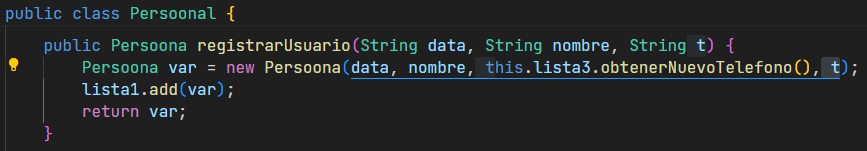 public class Persoonal {
public Persoona registrarUsuario(String data, String nombre, String t) {
Persoona var = new Persoona(data, nombre, this.lista3.obtenerNuevoTelefono(), t);
lista1.add(var);
return var;
}